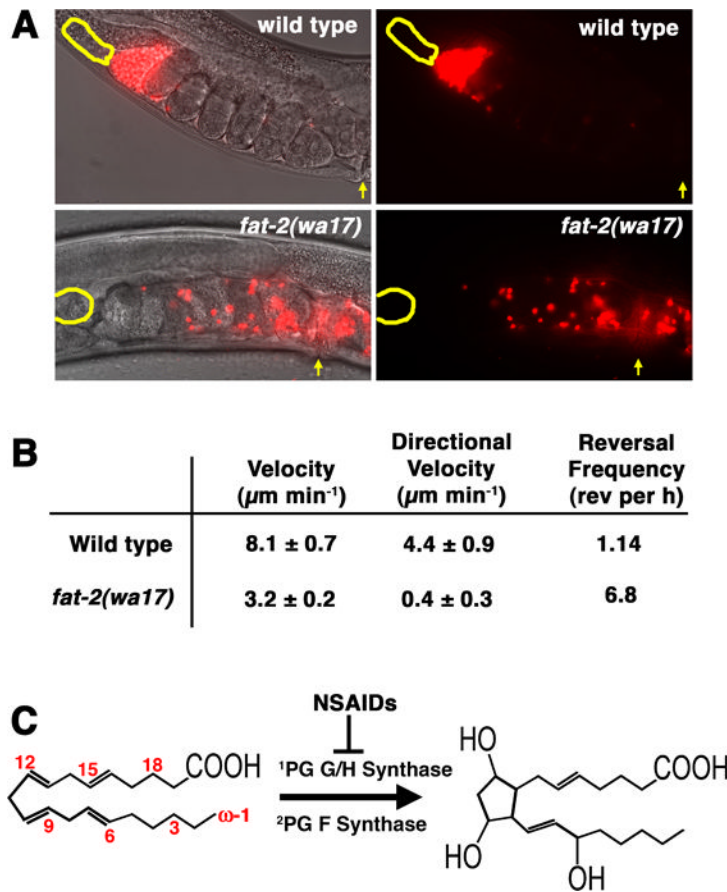 A
wild type
wild type
fat-2(wa17)
fat-2(wa17)
B
Velocity
(µm min⁻¹)
Directional
Velocity
(µm min⁻¹)
Reversal
Frequency
(rev per h)
Wild type 8.1 ± 0.7 4.4 ± 0.9 1.14
fat-2(wa17) 3.2 ± 0.2 0.4 ± 0.3 6.8
C
12 15 18 COOH
9 6 3 ω-1
NSAIDs
¹PG G/H Synthase
²PG F Synthase
HO
COOH
HO
OH